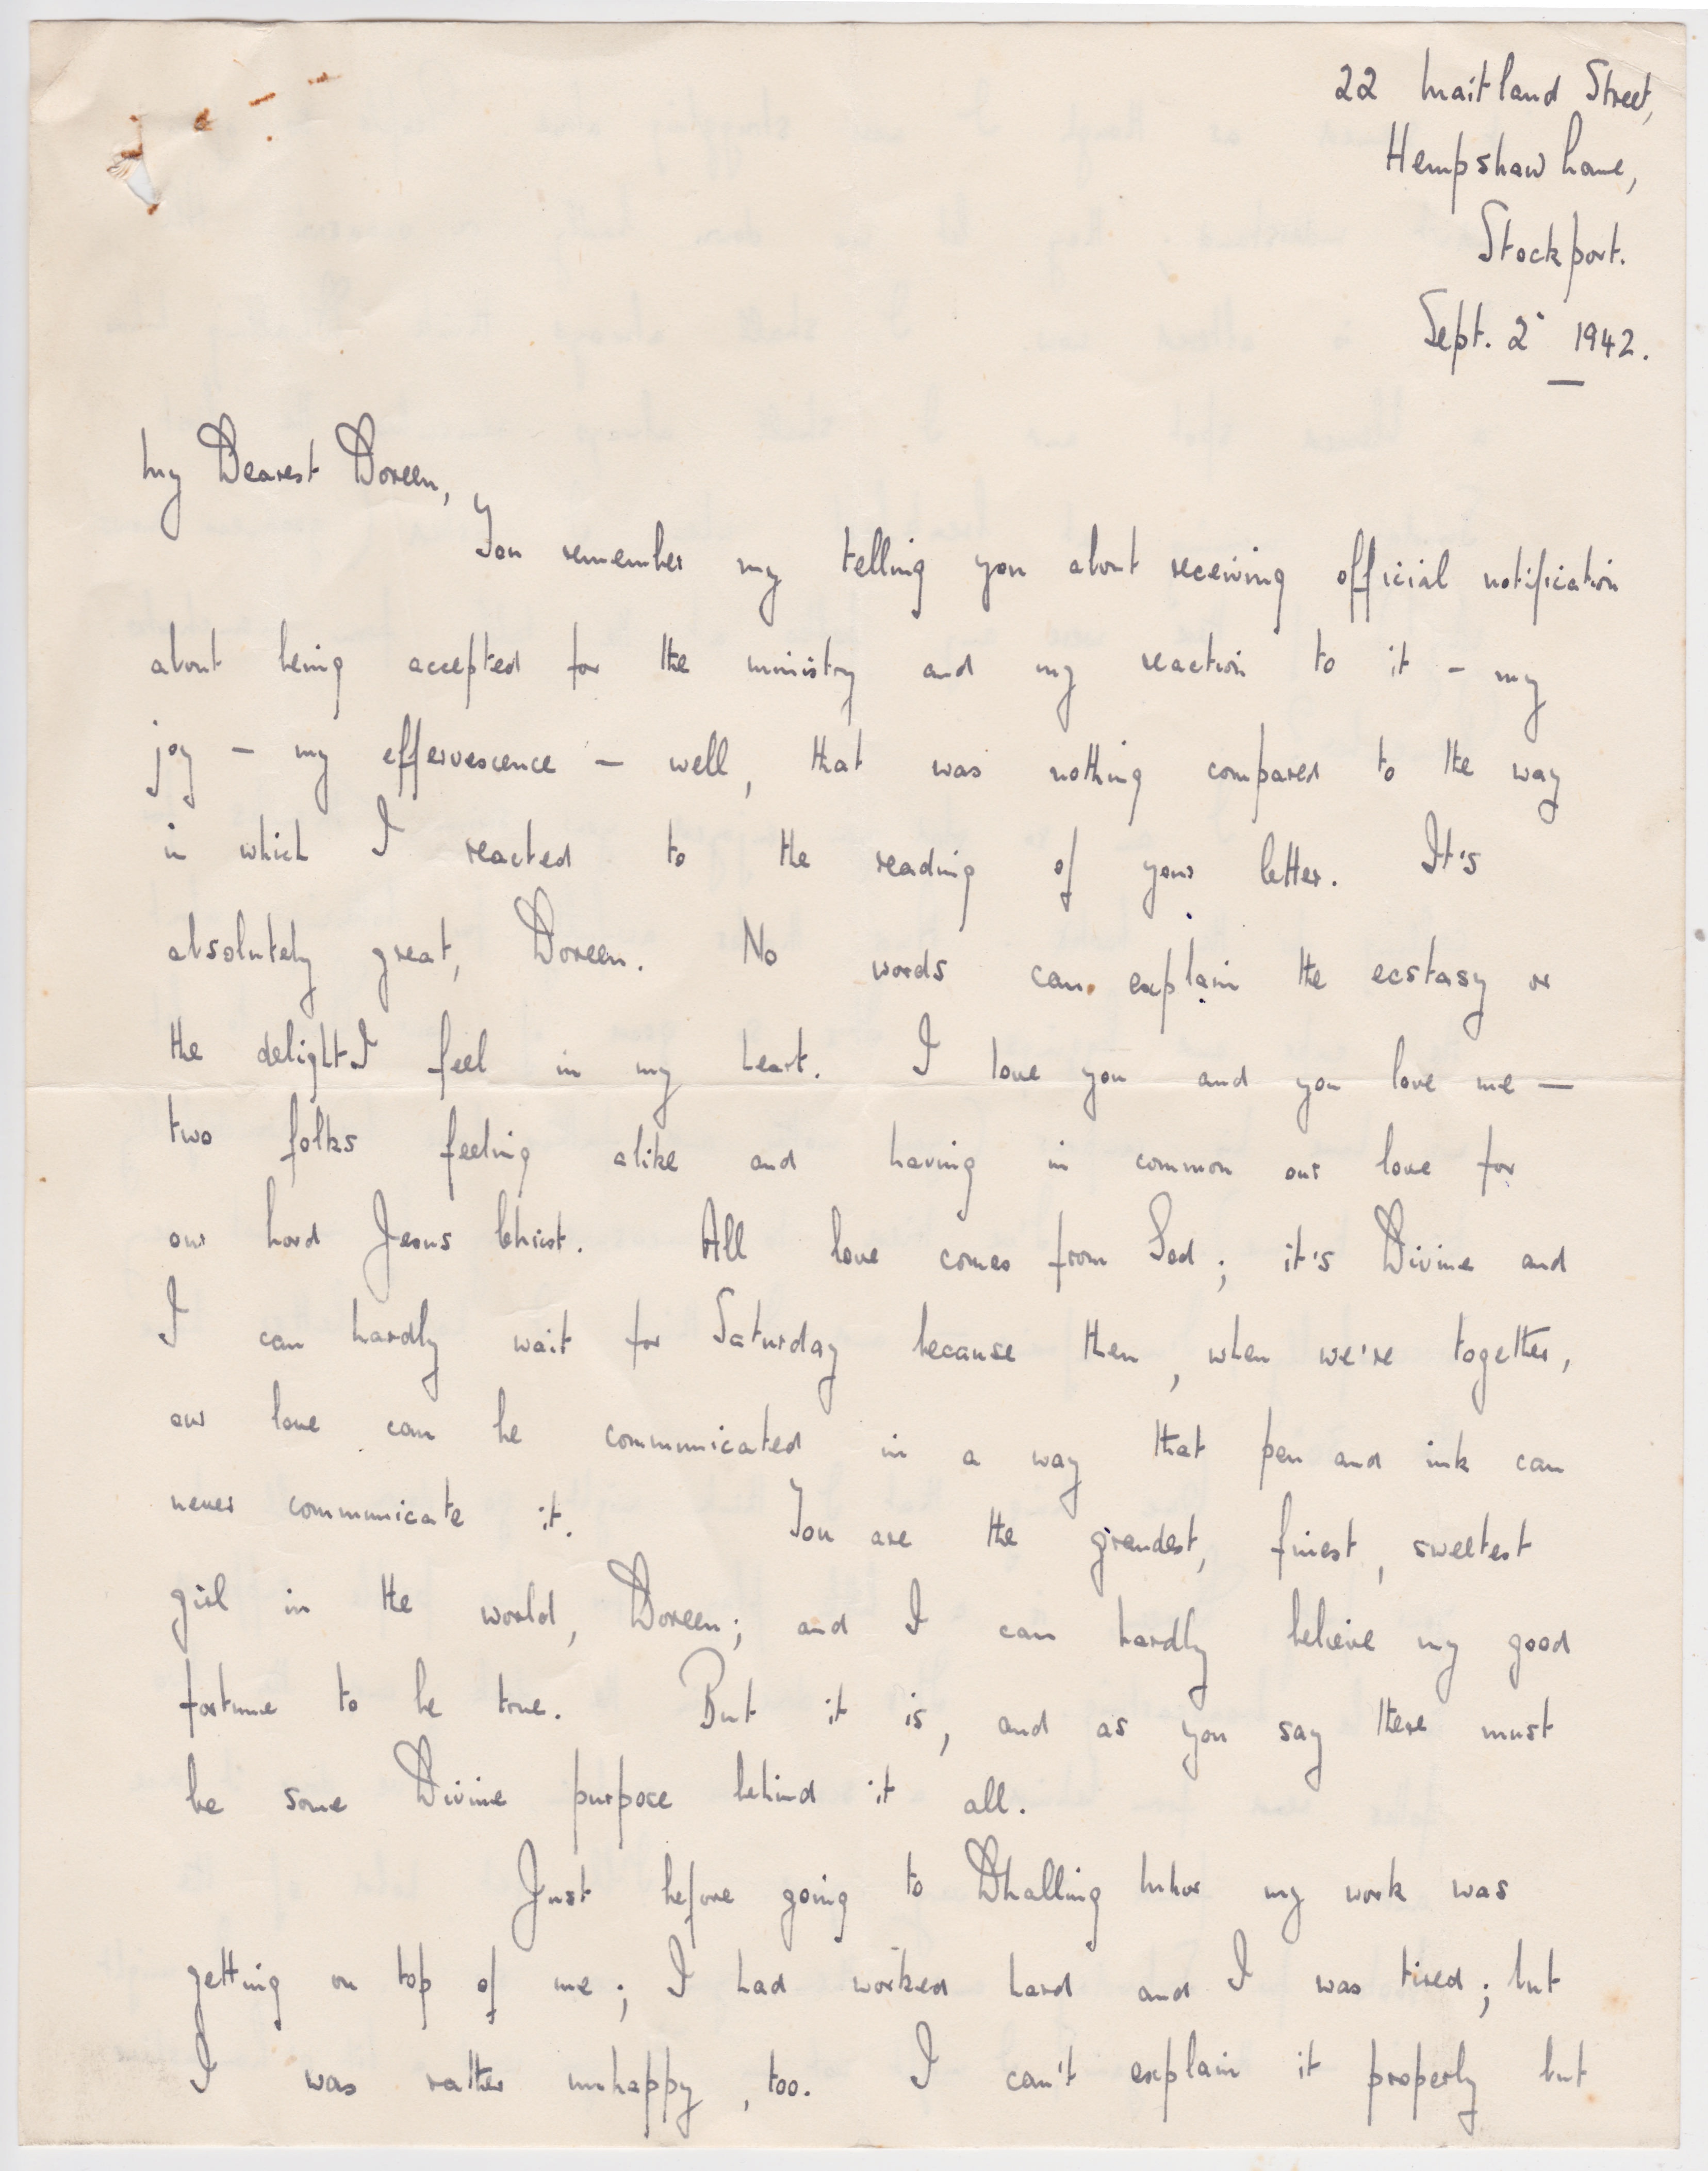 22 Maitland Street,
Hempshaw Lane,
Stockport.
Sept. 2. 1942.
My Dearest Doreen,
You remember my telling you about receiving official notification
about being accepted for the ministry and my reaction to it – my
joy – my effervescence – well, that was nothing compared to the way
in which I reacted to the reading of your letter. It's
absolutely great, Doreen. No words can explain the ecstasy or
the delight I feel in my heart. I love you and you love me –
two folks feeling alike and having in common our love for
our Lord Jesus Christ. All love comes from God; it's Divine and
I can hardly wait for Saturday because then, when we're together,
our love can be communicated in a way that pen and ink can
never communicate it. You are the grandest, finest, sweetest
girl in the world, Doreen; and I can hardly believe my good
fortune to be true. But it is, and as you say there must
be some Divine purpose behind it all.
Just before going to Dhalling Mhor my work was
getting on top of me; I had worked hard and I was tired; but
I was rather unhappy, too. I can't explain it properly but